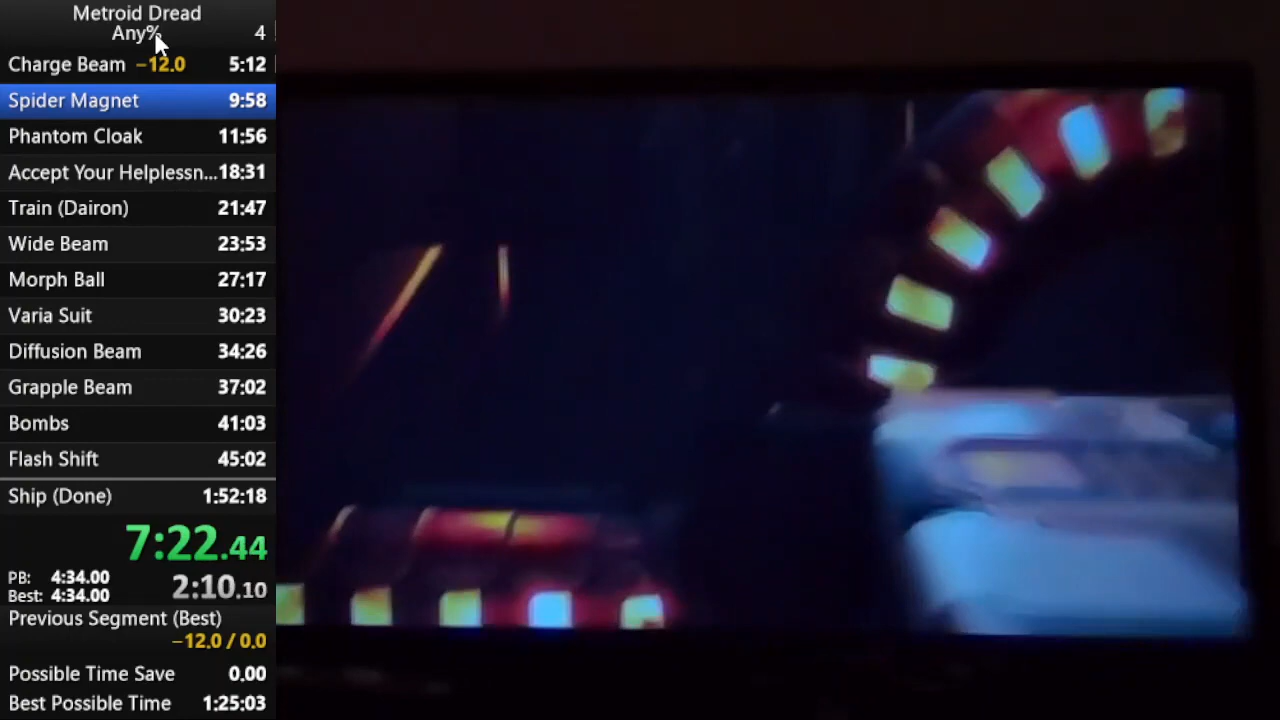 Metroid Dread
Any% 4
Charge Beam −12.0 5:12
Spider Magnet 9:58
Phantom Cloak 11:56
Accept Your Helplessn... 18:31
Train (Dairon) 21:47
Wide Beam 23:53
Morph Ball 27:17
Varia Suit 30:23
Diffusion Beam 34:26
Grapple Beam 37:02
Bombs 41:03
Flash Shift 45:02
Ship (Done) 1:52:18
7:22.44
PB: 4:34.00 2:10.10
Best: 4:34.00
Previous Segment (Best)
−12.0 / 0.0
Possible Time Save 0.00
Best Possible Time 1:25:03